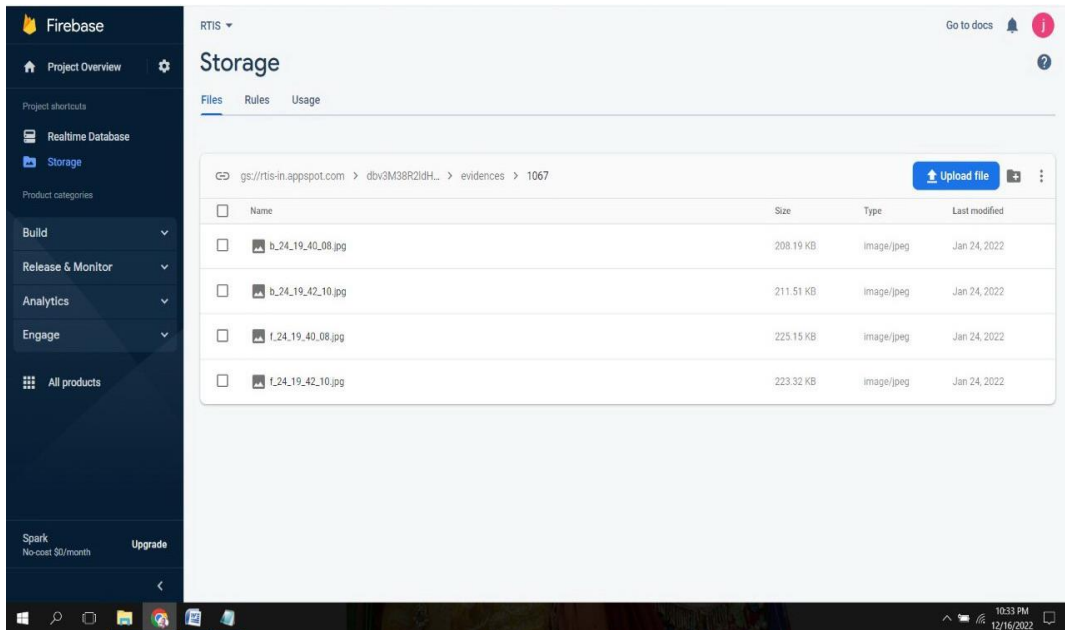 Firebase
RTIS
Go to docs
j
Project Overview
Storage
?
Project shortcuts
Files Rules Usage
Realtime Database
Storage
gs://rtis-in.appspot.com > dbv3M38R2IdH... > evidences > 1067
Upload file
Product categories
Name Size Type Last modified
Build
b_24_19_40_08.jpg 208.19 KB image/jpeg Jan 24, 2022
Release & Monitor
b_24_19_42_10.jpg 211.51 KB image/jpeg Jan 24, 2022
Analytics
Engage
f_24_19_40_08.jpg 225.15 KB image/jpeg Jan 24, 2022
All products
f_24_19_42_10.jpg 223.32 KB image/jpeg Jan 24, 2022
Spark
No-cost $0/month
Upgrade
10:33 PM
12/16/2022